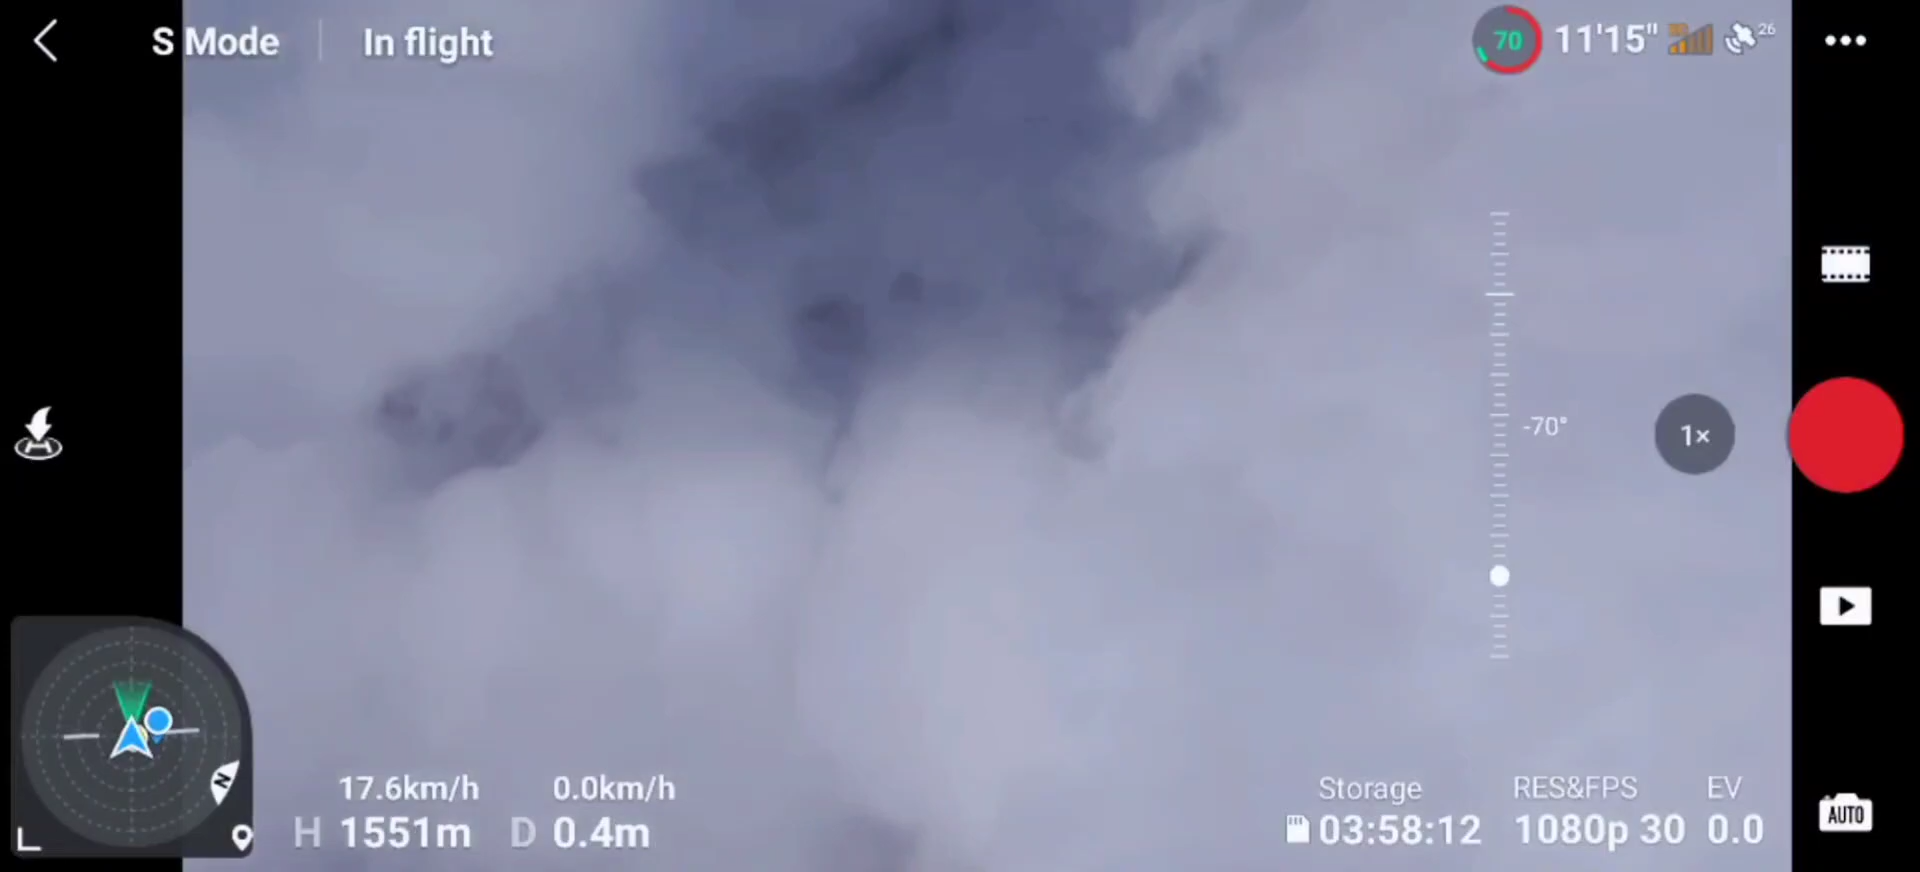 S Mode
In flight
70
11'15"
26
-70°
1×
N
17.6km/h
0.0km/h
H 1551m
D 0.4m
Storage
03:58:12
RES&FPS
1080p 30
EV
0.0
AUTO